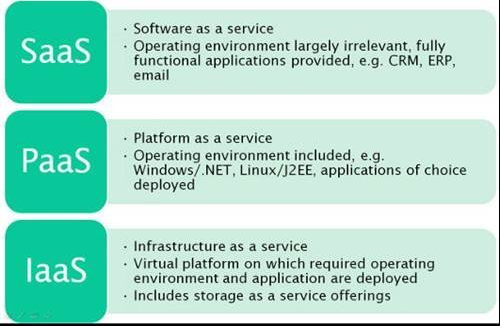 SaaS
· Software as a service
· Operating environment largely irrelevant, fully
functional applications provided, e.g. CRM, ERP,
email
PaaS
· Platform as a service
· Operating environment included, e.g.
Windows/.NET, Linux/J2EE, applications of choice
deployed
IaaS
· Infrastructure as a service
· Virtual platform on which required operating
environment and application are deployed
· Includes storage as a service offerings